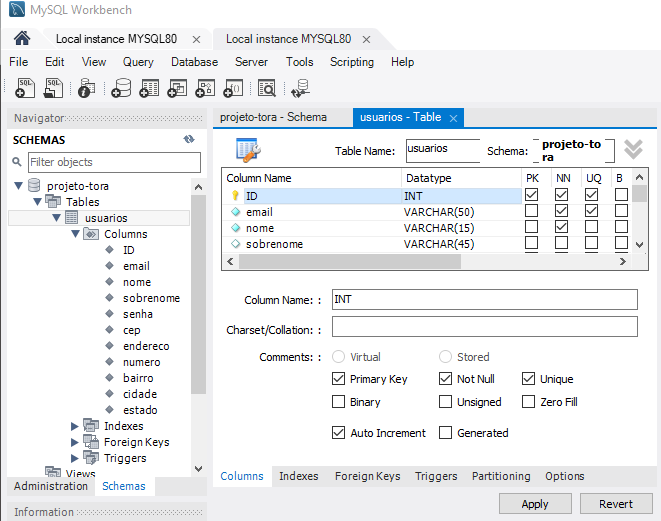 MySQL Workbench
Local instance MYSQL80 ×
Local instance MYSQL80 ×
File Edit View Query Database Server Tools Scripting Help
Navigator
SCHEMAS
Filter objects
projeto-tora
Tables
usuarios
Columns
ID
email
nome
sobrenome
senha
cep
endereco
numero
bairro
cidade
estado
Indexes
Foreign Keys
Triggers
Views
Administration Schemas
Information
projeto-tora - Schema
usuarios - Table ×
Table Name: usuarios Schema: projeto-to
ra
Column Name Datatype PK NN UQ B
ID INT
email VARCHAR(50)
nome VARCHAR(15)
sobrenome VARCHAR(45)
Column Name: : INT
Charset/Collation: :
Comments: : Virtual Stored
Primary Key Not Null Unique
Binary Unsigned Zero Fill
Auto Increment Generated
Columns Indexes Foreign Keys Triggers Partitioning Options
Apply Revert